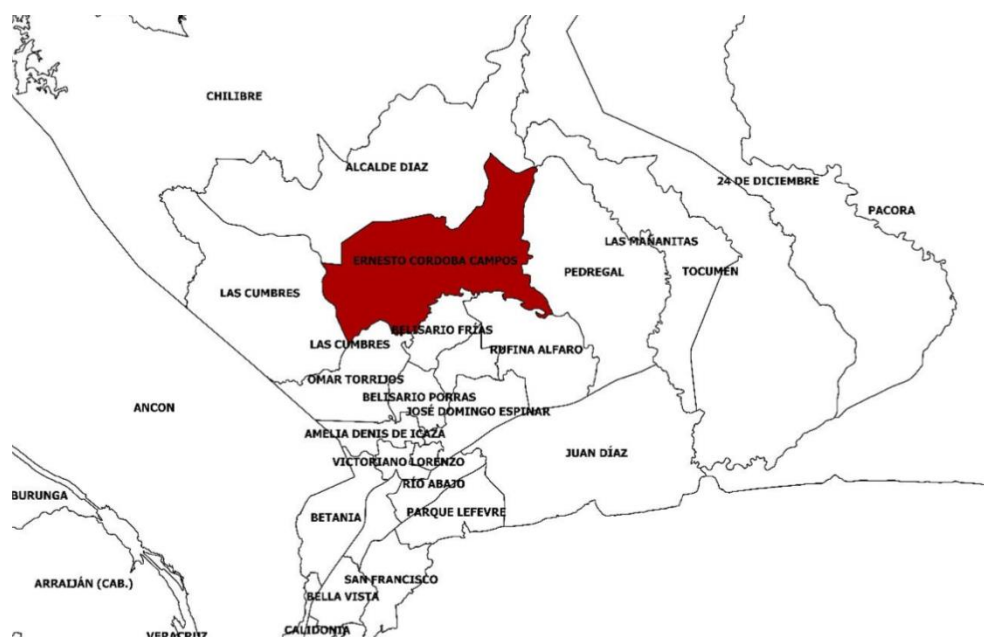 CHILIBRE
ALCALDE DIAZ
24 DE DICIEMBRE
PACORA
LAS MAÑANITAS
ERNESTO CORDOBA CAMPOS
PEDREGAL
TOCUMEN
LAS CUMBRES
BELISARIO FRÍAS
LAS CUMBRES
RUFINA ALFARO
OMAR TORRIJOS
BELISARIO PORRAS
ANCON
JOSÉ DOMINGO ESPINAR
AMELIA DENIS DE ICAZA
JUAN DÍAZ
VICTORIANO LORENZO
RÍO ABAJO
BURUNGA
PARQUE LEFEVRE
BETANIA
SAN FRANCISCO
ARRAIJÁN (CAB.)
BELLA VISTA
CALIDONIA
VERACRUZ